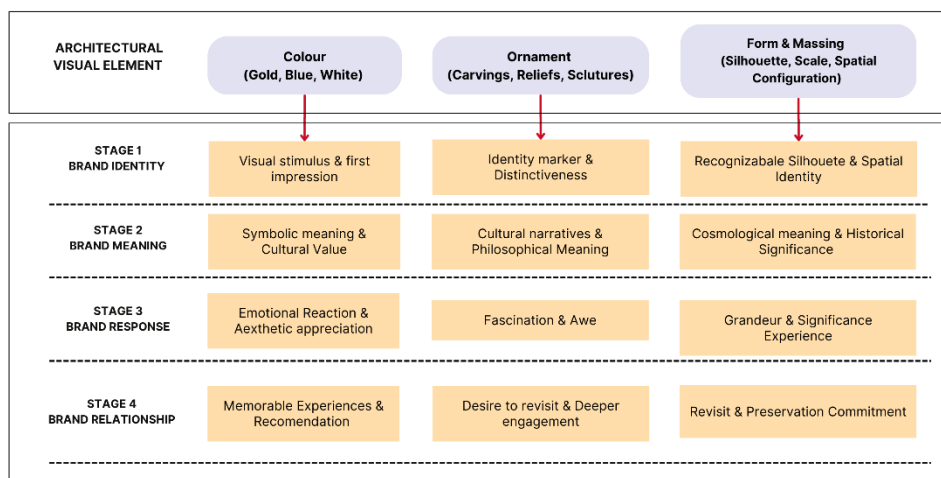 ARCHITECTURAL
VISUAL ELEMENT
Colour
(Gold, Blue, White)
Ornament
(Carvings, Reliefs, Sclutures)
Form & Massing
(Silhouette, Scale, Spatial
Configuration)
STAGE 1
BRAND IDENTITY
Visual stimulus & first
impression
Identity marker &
Distinctiveness
Recognizabale Silhouete & Spatial
Identity
STAGE 2
BRAND MEANING
Symbolic meaning &
Cultural Value
Cultural narratives &
Philosophical Meaning
Cosmological meaning & Historical
Significance
STAGE 3
BRAND RESPONSE
Emotional Reaction &
Aexthetic appreciation
Fascination & Awe
Grandeur & Significance
Experience
STAGE 4
BRAND RELATIONSHIP
Memorable Experiences &
Recomendation
Desire to revisit & Deeper
engagement
Revisit & Preservation Commitment